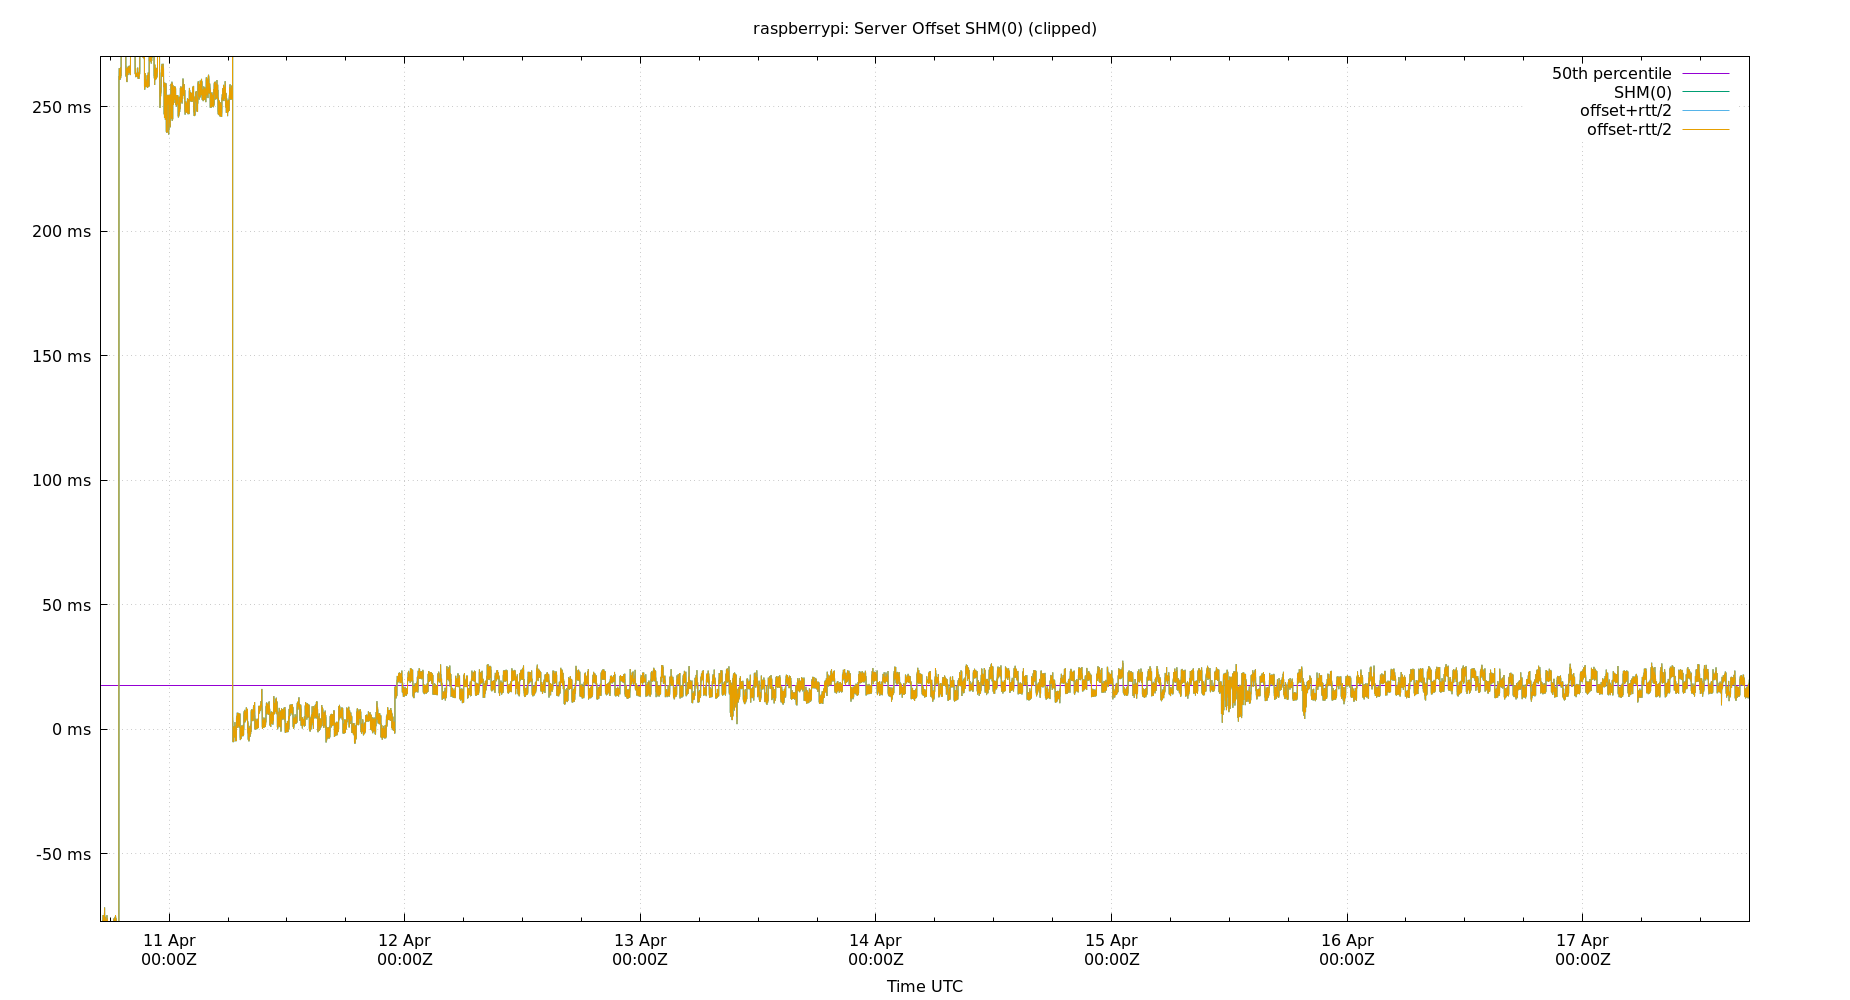 raspberrypi: Server Offset SHM(0) (clipped)
50th percentile
SHM(0)
offset+rtt/2
offset-rtt/2
250 ms
200 ms
150 ms
100 ms
50 ms
0 ms
-50 ms
11 Apr 12 Apr 13 Apr 14 Apr 15 Apr 16 Apr 17 Apr
00:00Z 00:00Z 00:00Z 00:00Z 00:00Z 00:00Z 00:00Z
Time UTC